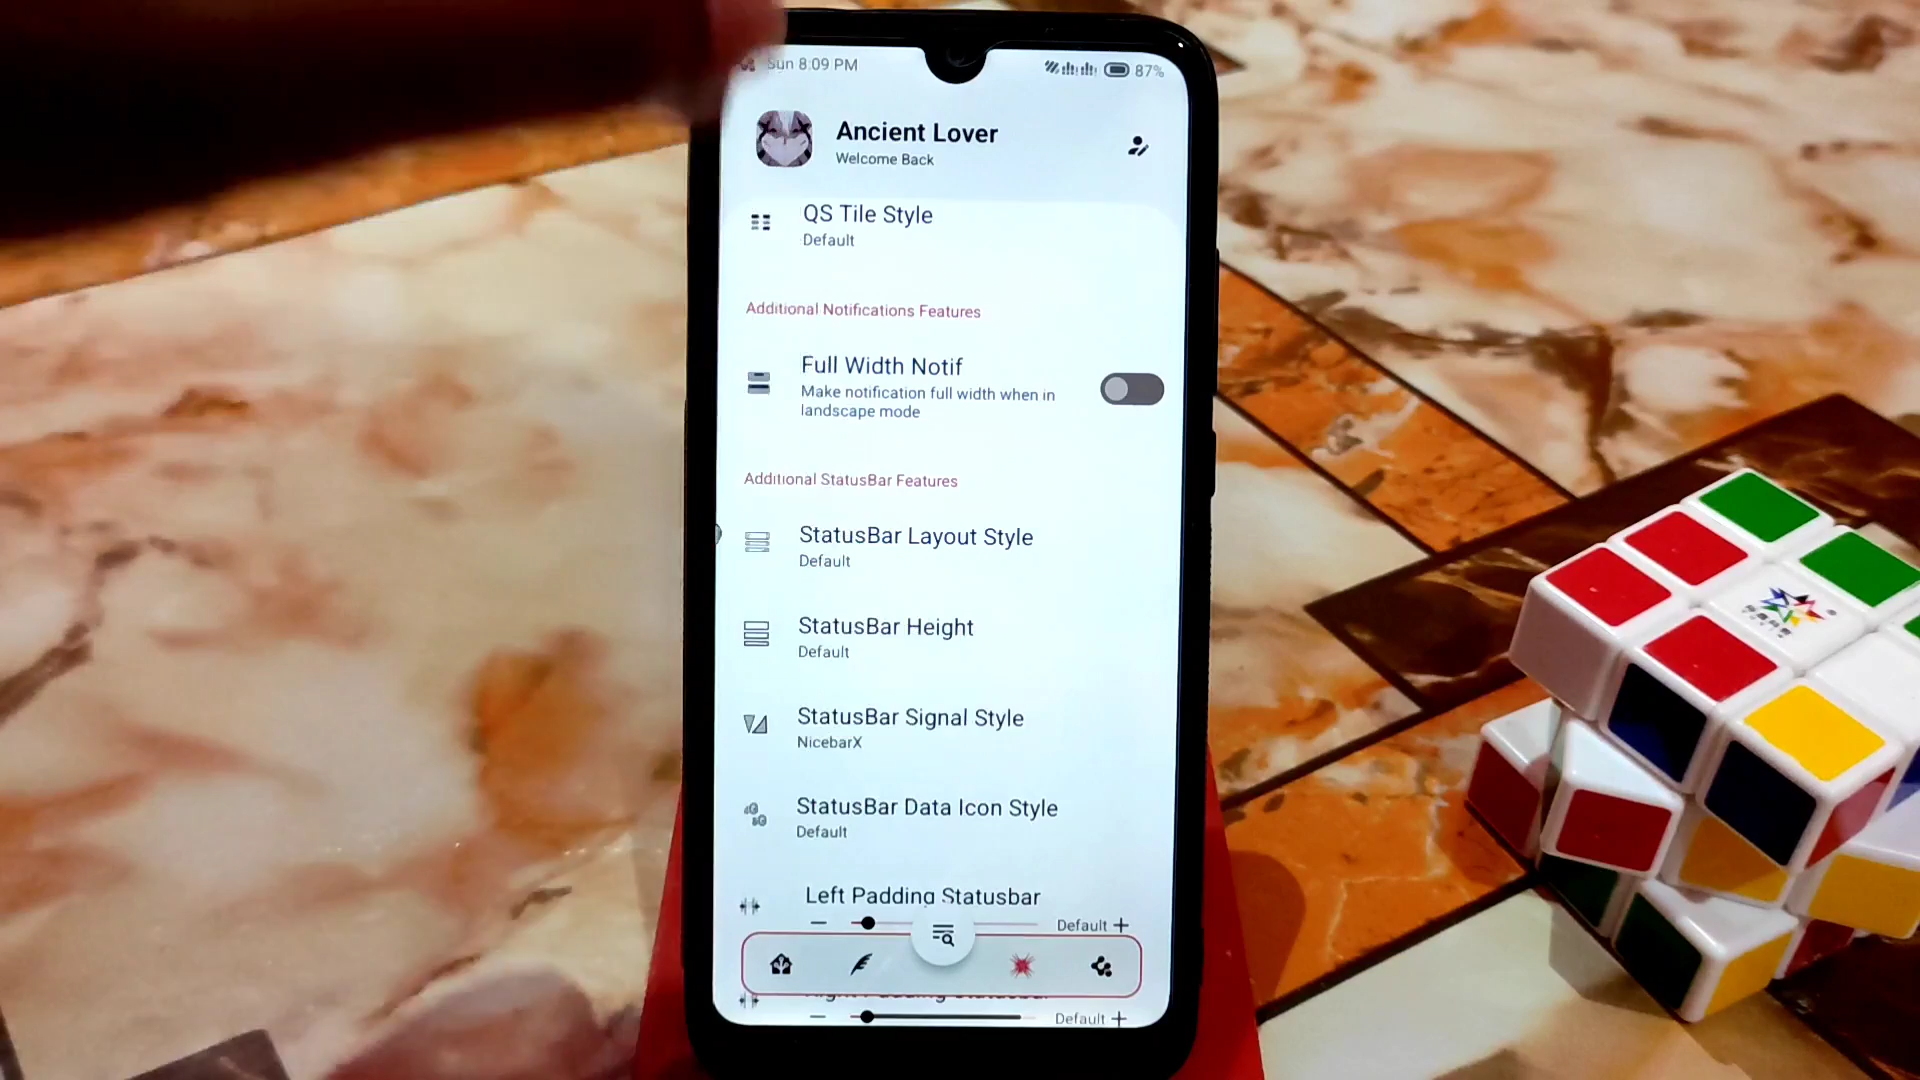 Sun 8:09 PM
87%
Ancient Lover
Welcome Back
QS Tile Style
Default
Additional Notifications Features
Full Width Notif
Make notification full width when in
landscape mode
Additional StatusBar Features
StatusBar Layout Style
Default
StatusBar Height
Default
StatusBar Signal Style
NicebarX
StatusBar Data Icon Style
Default
Left Padding Statusbar
Default
Default